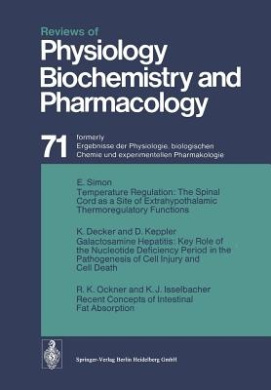 Reviews of
Physiology
Biochemistry and
Pharmacology
71
formerly
Ergebnisse der Physiologie, biologischen
Chemie und experimentellen Pharmakologie
E. Simon
Temperature Regulation: The Spinal
Cord as a Site of Extrahypothalamic
Thermoregulatory Functions
K. Decker and D. Keppler
Galactosamine Hepatitis: Key Role of
the Nucleotide Deficiency Period in the
Pathogenesis of Cell Injury and
Cell Death
R. K. Ockner and K. J. Isselbacher
Recent Concepts of Intestinal
Fat Absorption
Springer-Verlag Berlin Heidelberg GmbH